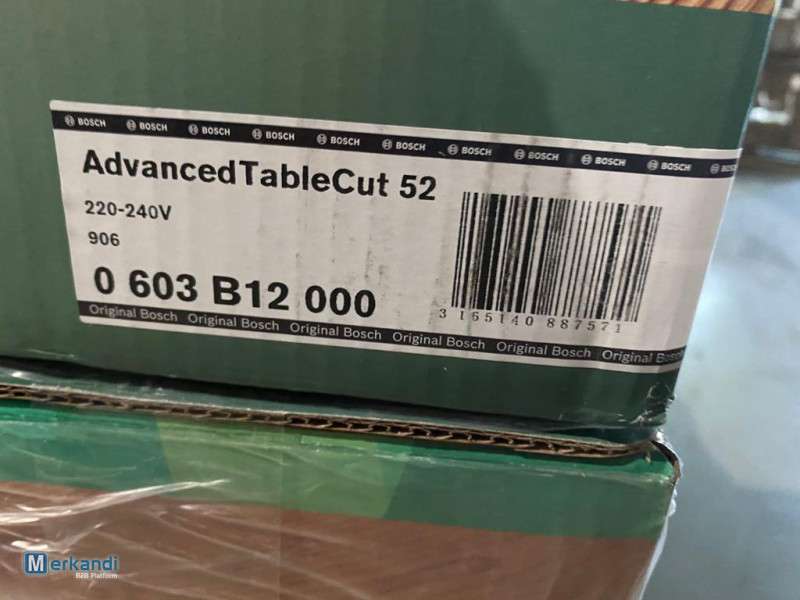 BOSCH BOSCH BOSCH BOSCH BOSCH BOSCH BOSCH BOSCH BOSCH BOSCH BOSCH
AdvancedTableCut 52
220-240V
906
0 603 B12 000
3 165140 887571
Original Bosch Original Bosch Original Bosch Original Bosch Original Bosch Original Bosch
Merkandi
B2B Platform